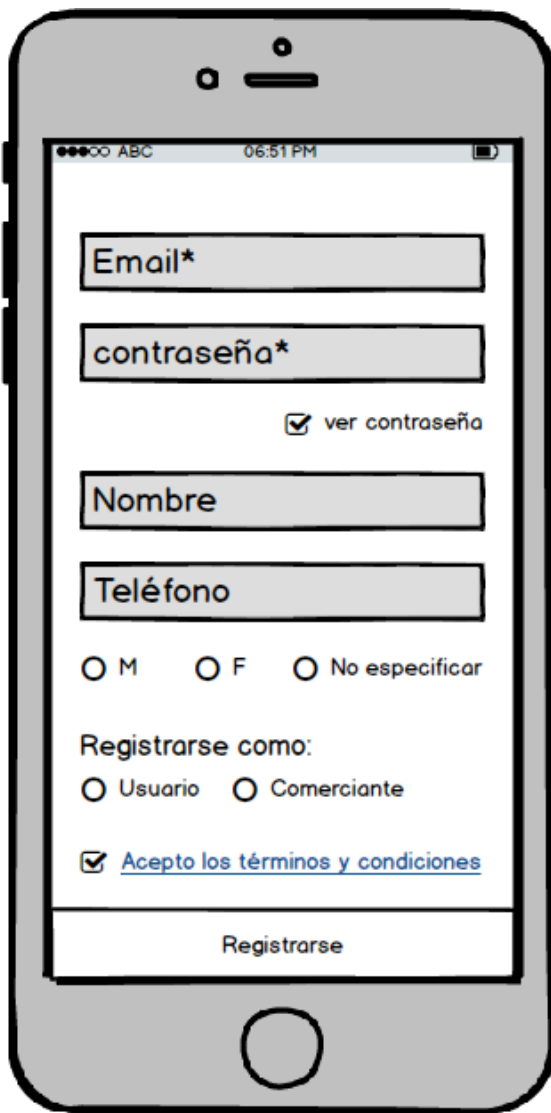 ABC 06:51 PM
Email*
contraseña*
ver contraseña
Nombre
Teléfono
M F No especificar
Registrarse como:
Usuario Comerciante
Acepto los términos y condiciones
Registrarse